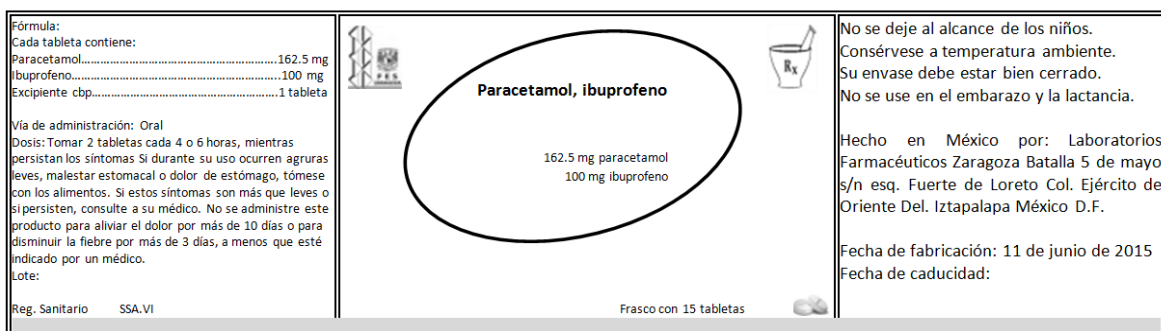 Fórmula:
Cada tableta contiene:
Paracetamol……………………………………………………162.5 mg
Ibuprofeno………………………………………………………..100 mg
Excipiente cbp………………………………………………….1 tableta
Vía de administración: Oral
Dosis: Tomar 2 tabletas cada 4 o 6 horas, mientras
persistan los síntomas Si durante su uso ocurren agruras
leves, malestar estomacal o dolor de estómago, tómese
con los alimentos. Si estos síntomas son más que leves o
si persisten, consulte a su médico. No se administre este
producto para aliviar el dolor por más de 10 días o para
disminuir la fiebre por más de 3 días, a menos que esté
indicado por un médico.
Lote:
Reg. Sanitario SSA.VI
FES
Rx
Paracetamol, ibuprofeno
162.5 mg paracetamol
100 mg ibuprofeno
Frasco con 15 tabletas
No se deje al alcance de los niños.
Consérvese a temperatura ambiente.
Su envase debe estar bien cerrado.
No se use en el embarazo y la lactancia.
Hecho en México por: Laboratorios
Farmacéuticos Zaragoza Batalla 5 de mayo
s/n esq. Fuerte de Loreto Col. Ejército de
Oriente Del. Iztapalapa México D.F.
Fecha de fabricación: 11 de junio de 2015
Fecha de caducidad: